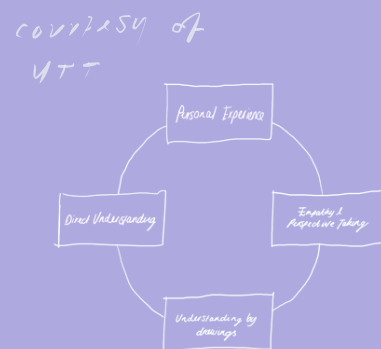 courtesy of
UTT
Personal Experience
Direct Understanding
Empathy &
Perspective Taking
Understanding by
drawings